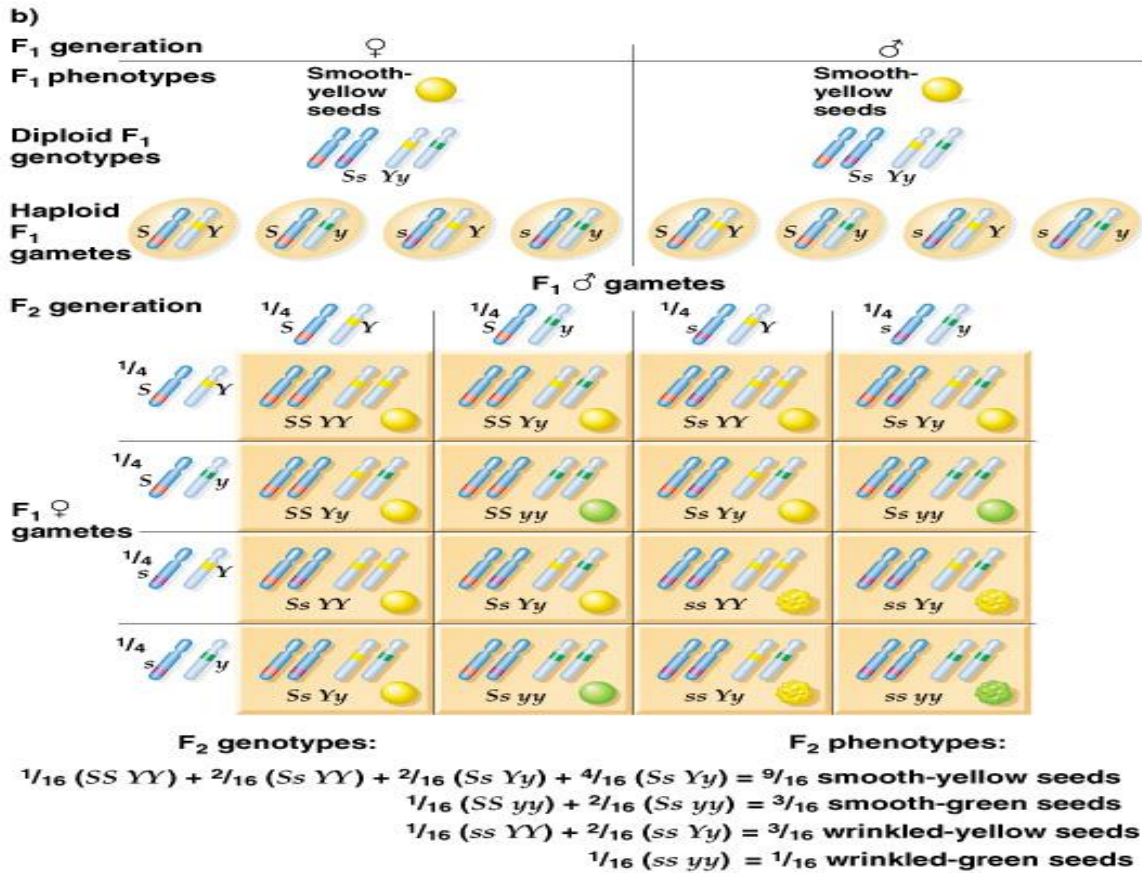 b)
F₁ generation ♀ ♂
F₁ phenotypes Smooth-yellow seeds Smooth-yellow seeds
Diploid F₁ genotypes Ss Yy Ss Yy
Haploid F₁ gametes S Y S y s Y s y S Y S y s Y s y
F₁ ♂ gametes
F₂ generation 1/4 S Y 1/4 S y 1/4 s Y 1/4 s y
1/4 S Y SS YY SS Yy Ss YY Ss Yy
F₁ ♀ gametes
1/4 S y SS Yy SS yy Ss Yy Ss yy
1/4 s Y Ss YY Ss Yy ss YY ss Yy
1/4 s y Ss Yy Ss yy ss Yy ss yy
F₂ genotypes: F₂ phenotypes:
1/16 (SS YY) + 2/16 (Ss YY) + 2/16 (Ss Yy) + 4/16 (Ss Yy) = 9/16 smooth-yellow seeds
1/16 (SS yy) + 2/16 (Ss yy) = 3/16 smooth-green seeds
1/16 (ss YY) + 2/16 (ss Yy) = 3/16 wrinkled-yellow seeds
1/16 (ss yy) = 1/16 wrinkled-green seeds